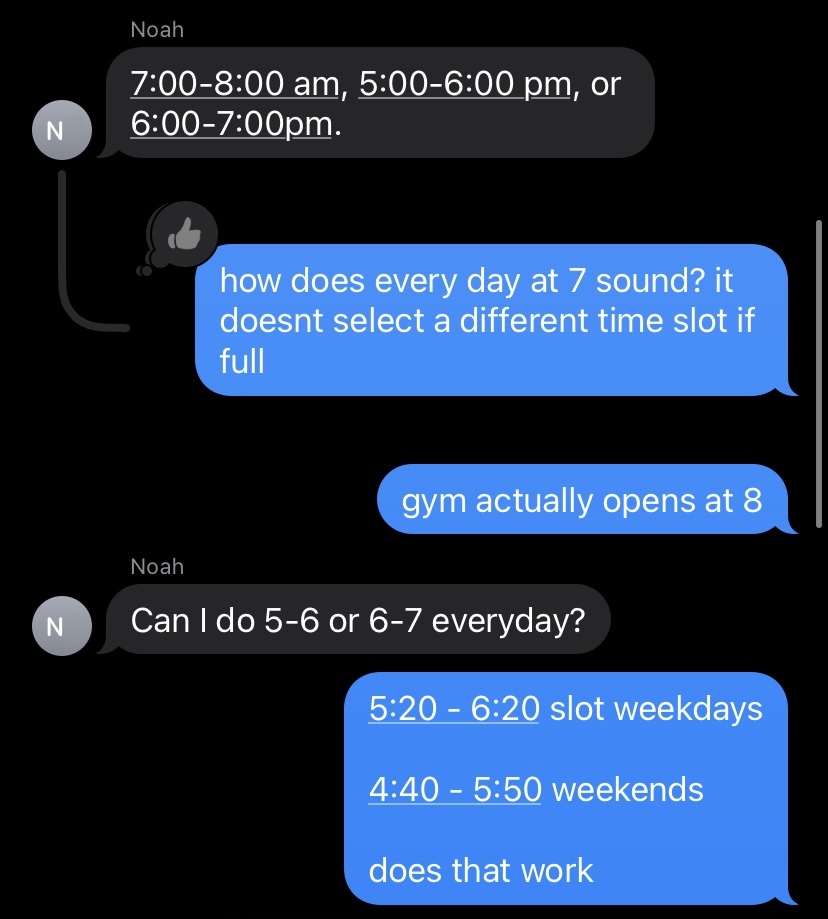 Noah
7:00-8:00 am, 5:00-6:00 pm, or
6:00-7:00pm.
N
how does every day at 7 sound? it
doesnt select a different time slot if
full
gym actually opens at 8
Noah
Can I do 5-6 or 6-7 everyday?
N
5:20 - 6:20 slot weekdays
4:40 - 5:50 weekends
does that work